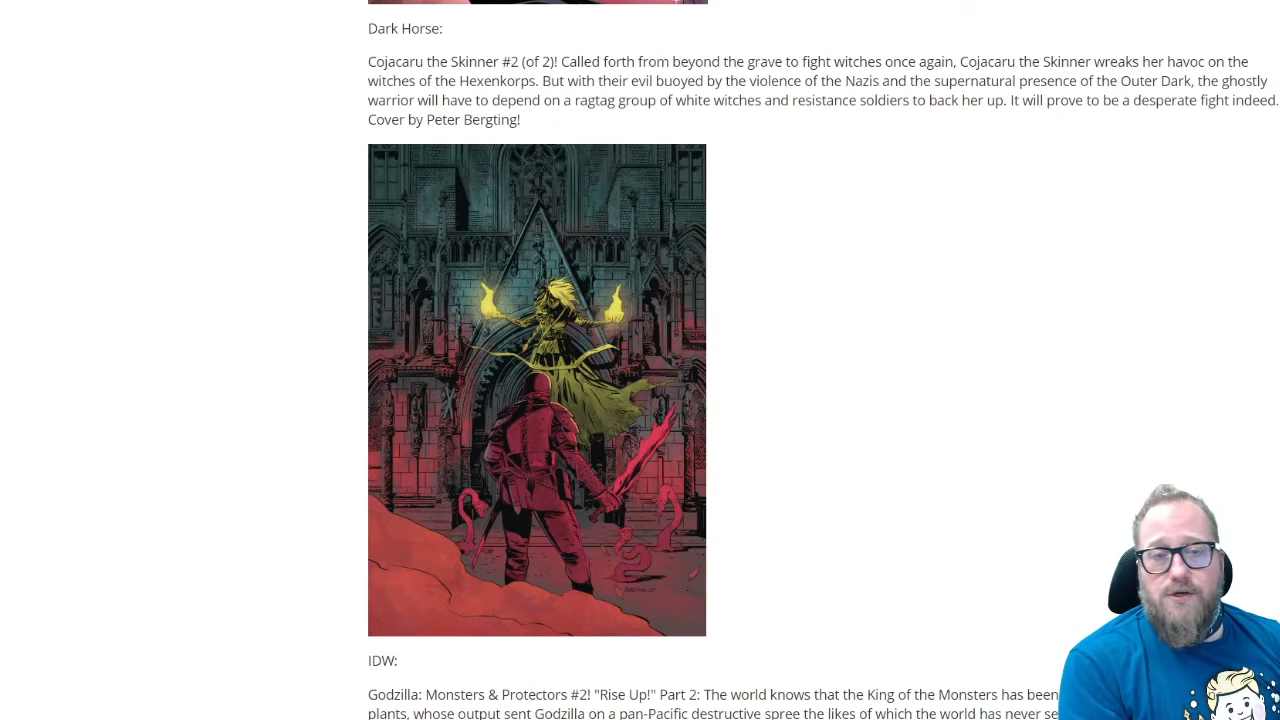 Dark Horse:
Cojacaru the Skinner #2 (of 2)! Called forth from beyond the grave to fight witches once again, Cojacaru the Skinner wreaks her havoc on the
witches of the Hexenkorps. But with their evil buoyed by the violence of the Nazis and the supernatural presence of the Outer Dark, the ghostly
warrior will have to depend on a ragtag group of white witches and resistance soldiers to back her up. It will prove to be a desperate fight indeed.
Cover by Peter Bergting!
IDW:
Godzilla: Monsters & Protectors #2! "Rise Up!" Part 2: The world knows that the King of the Monsters has been
plants, whose output sent Godzilla on a pan-Pacific destructive spree the likes of which the world has never se